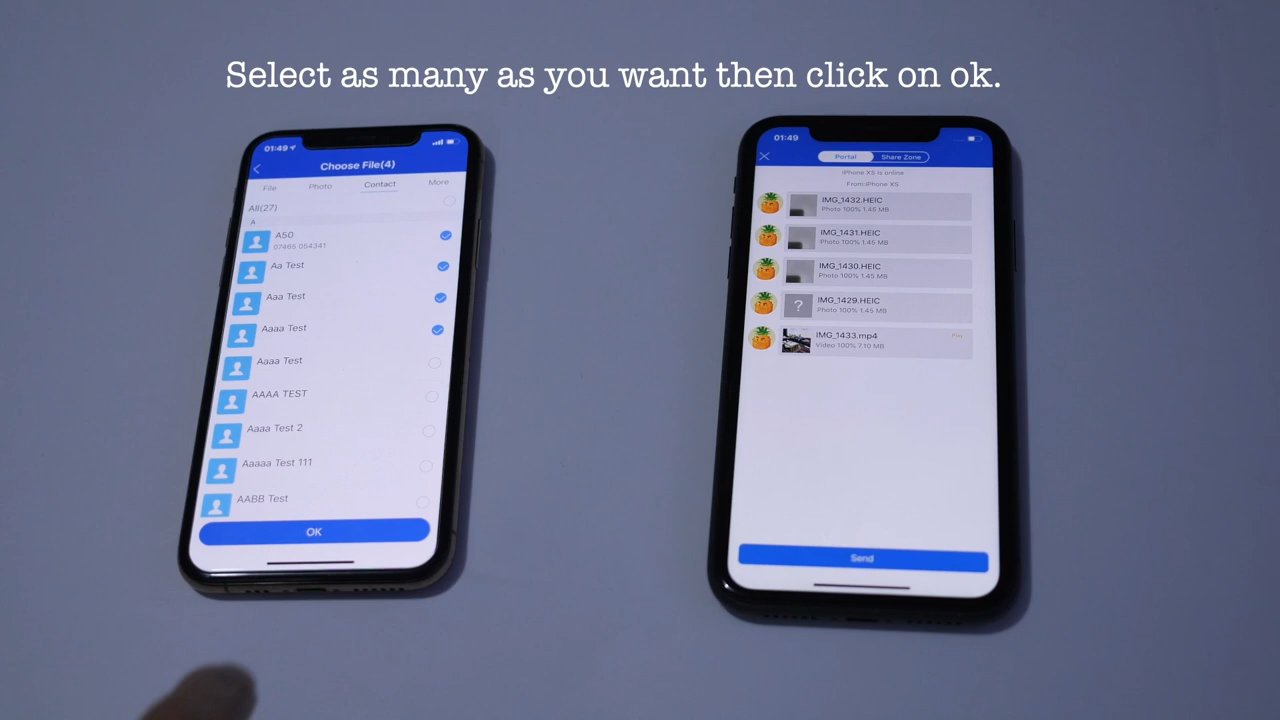 Select as many as you want then click on ok.
01:49
Choose File(4)
File Photo Contact More
All(27)
A
A50
07465 054341
Aa Test
Aaa Test
Aaaa Test
Aaaa Test
AAAA TEST
Aaaa Test 2
Aaaaa Test 111
AABB Test
OK
01:49
Portal Share Zone
iPhone XS is online
From:iPhone XS
IMG_1432.HEIC
Photo 100% 1.45 MB
IMG_1431.HEIC
Photo 100% 1.45 MB
IMG_1430.HEIC
Photo 100% 1.45 MB
?
IMG_1429.HEIC
Photo 100% 1.45 MB
IMG_1433.mp4
Play
Video 100% 7.10 MB
Send